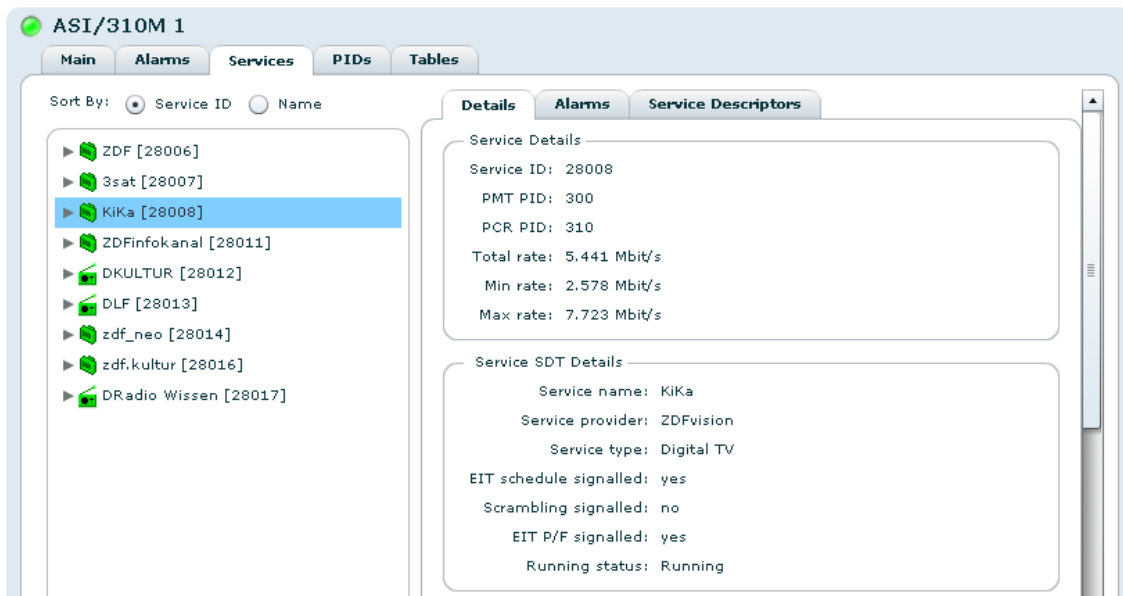 ASI/310M 1
Main Alarms Services PIDs Tables
Sort By: Service ID Name
ZDF [28006]
3sat [28007]
KiKa [28008]
ZDFinfokanal [28011]
DKULTUR [28012]
DLF [28013]
zdf_neo [28014]
zdf.kultur [28016]
DRadio Wissen [28017]
Details Alarms Service Descriptors
Service Details
Service ID: 28008
PMT PID: 300
PCR PID: 310
Total rate: 5.441 Mbit/s
Min rate: 2.578 Mbit/s
Max rate: 7.723 Mbit/s
Service SDT Details
Service name: KiKa
Service provider: ZDFvision
Service type: Digital TV
EIT schedule signalled: yes
Scrambling signalled: no
EIT P/F signalled: yes
Running status: Running